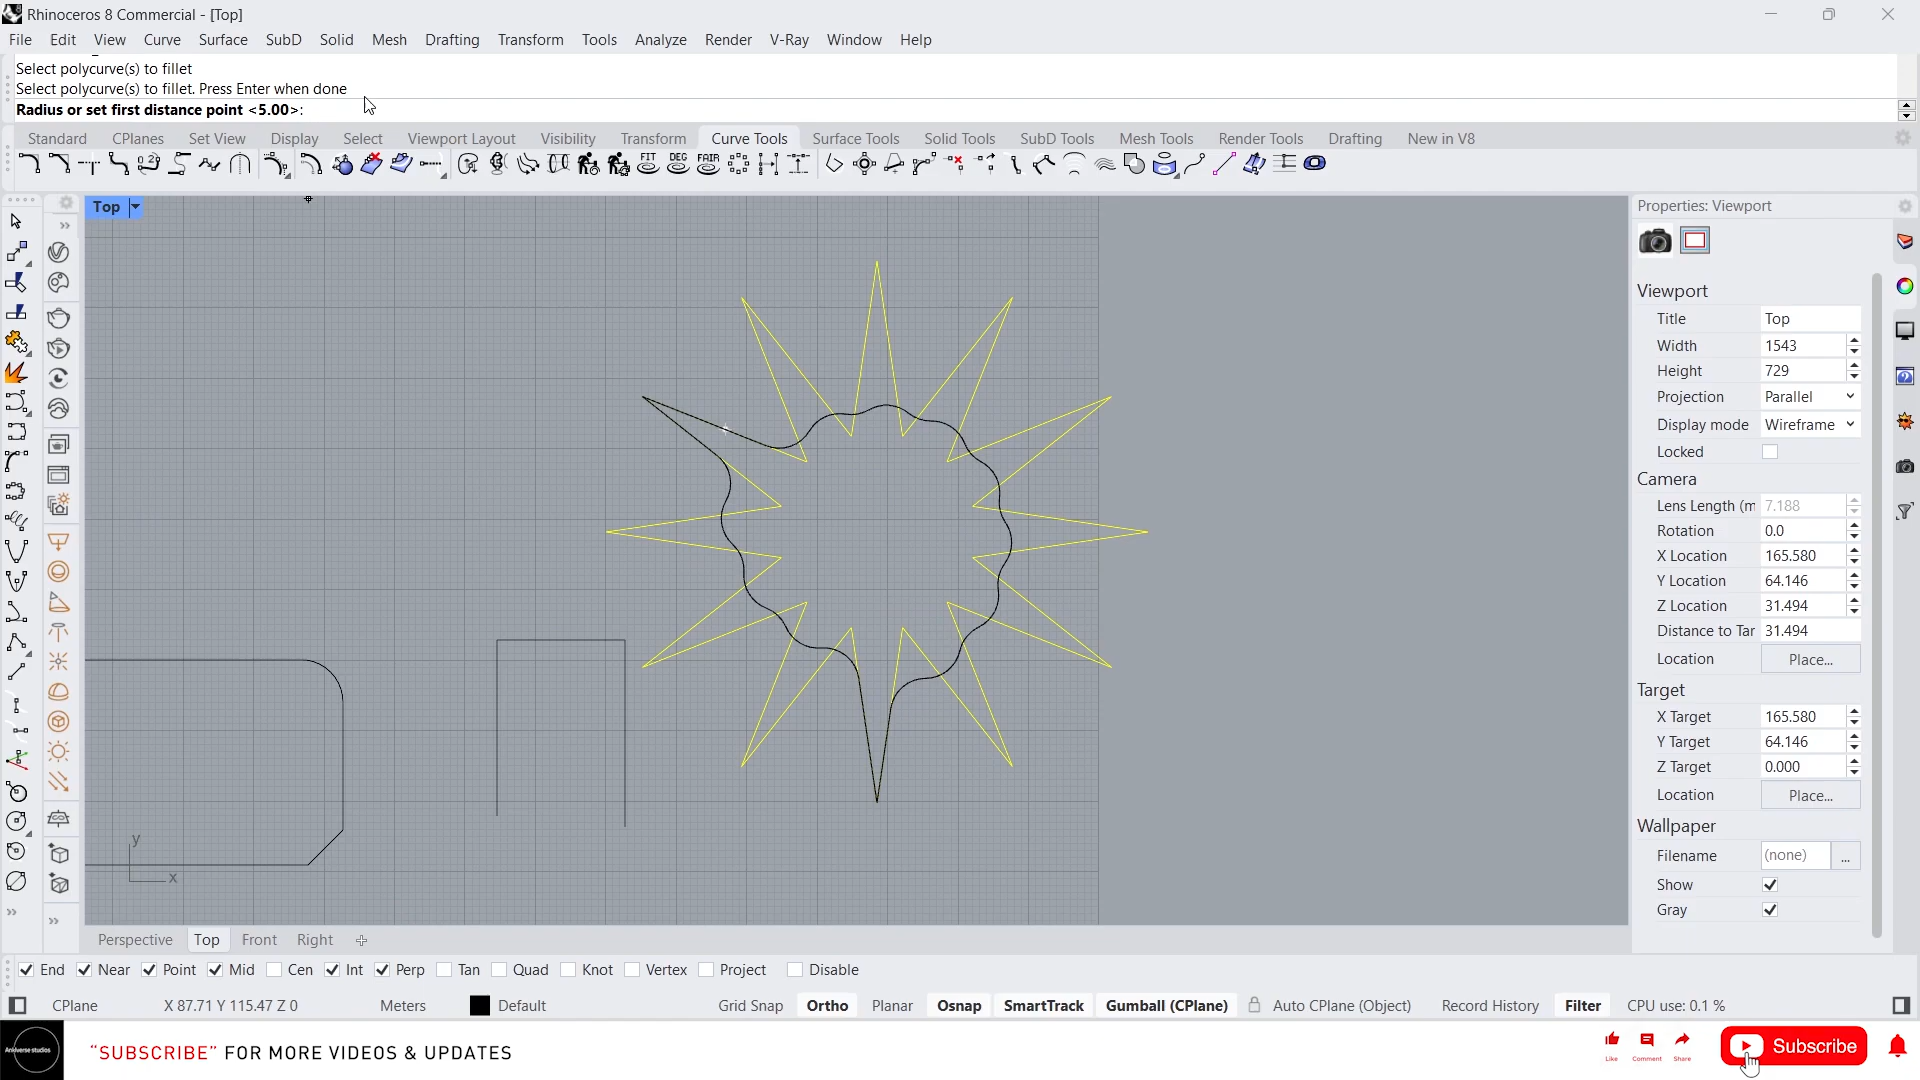 Rhinoceros 8 Commercial - [Top]
File Edit View Curve Surface SubD Solid Mesh Drafting Transform Tools Analyze Render V-Ray Window Help
Select polycurve(s) to fillet
Select polycurve(s) to fillet. Press Enter when done
Radius or set first distance point <5.00>:
Standard CPlanes Set View Display Select Viewport Layout Visibility Transform Curve Tools Surface Tools Solid Tools SubD Tools Mesh Tools Render Tools Drafting New in V8
FIT DEG FAIR
Top
Properties: Viewport
Viewport
Title Top
Width 1543
Height 729
Projection Parallel
Display mode Wireframe
Locked
Camera
Lens Length (m 7.188
Rotation 0.0
X Location 165.580
Y Location 64.146
Z Location 31.494
Distance to Tar 31.494
Location Place...
Target
X Target 165.580
Y Target 64.146
Z Target 0.000
Location Place...
Wallpaper
Filename (none) ...
Show
Gray
y
x
Perspective Top Front Right
End Near Point Mid Cen Int Perp Tan Quad Knot Vertex Project Disable
CPlane X 87.71 Y 115.47 Z 0 Meters Default Grid Snap Ortho Planar Osnap SmartTrack Gumball (CPlane) Auto CPlane (Object) Record History Filter CPU use: 0.1 %
"SUBSCRIBE" FOR MORE VIDEOS & UPDATES
Like Comment Share
Subscribe